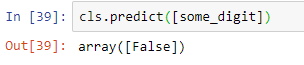 In [39]: cls.predict([some_digit])
Out[39]: array([False])